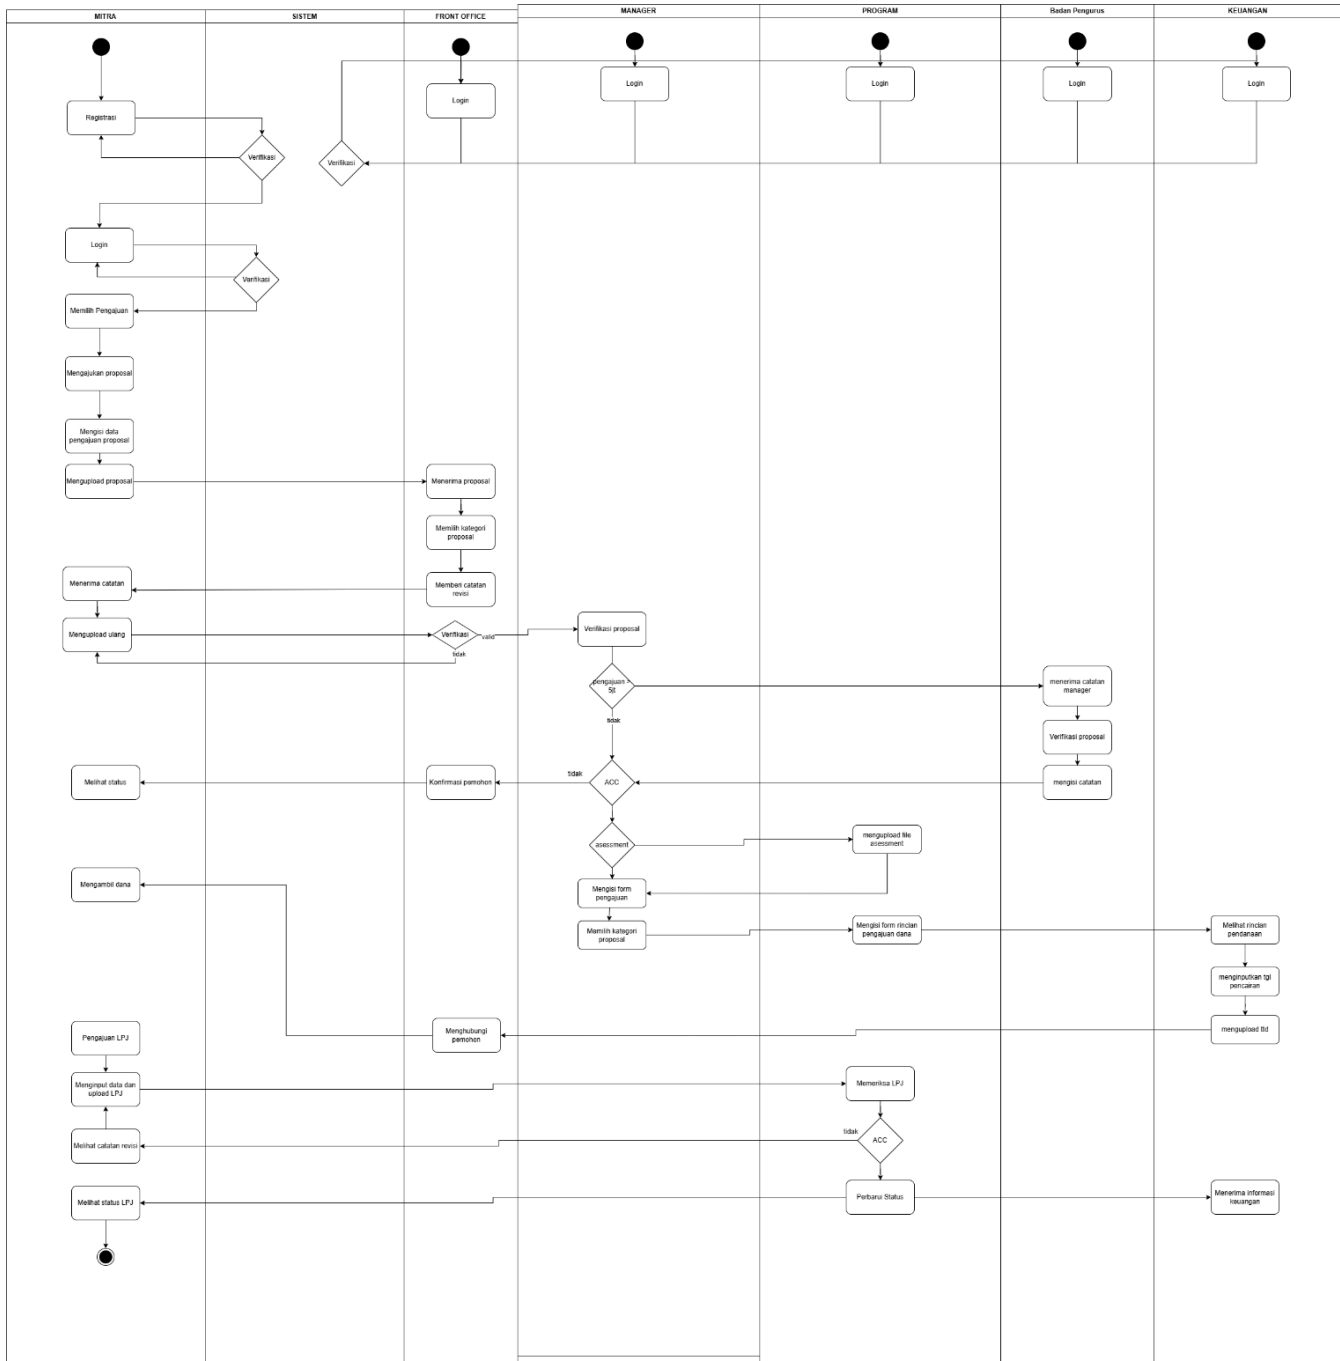 MITRA
SISTEM
FRONT OFFICE
MANAGER
PROGRAM
Badan Pengurus
KEUANGAN
Login
Login
Login
Login
Login
Registrasi
Verifikasi
Verifikasi
Login
Verifikasi
Memilih Pengajuan
Mengajukan proposal
Mengisi data
pengajuan proposal
Mengupload proposal
Menerima proposal
Memilih kategori
proposal
Menerima catatan
Memberi catatan
revisi
Mengupload ulang
Verifikasi
valid
tidak
Verifikasi proposal
pengajuan >
5jt
tidak
menerima catatan
manager
Verifikasi proposal
mengisi catatan
Melihat status
Konfirmasi pemohon
tidak
ACC
asessment
mengupload file
asessment
Mengambil dana
Mengisi form
pengajuan
Memilih kategori
proposal
Mengisi form rincian
pengajuan dana
Melihat rincian
pendanaan
menginputkan tgl
pencairan
mengupload ttd
Menghubungi
pemohon
Pengajuan LPJ
Menginput data dan
upload LPJ
Memeriksa LPJ
tidak
ACC
Melihat catatan revisi
Melihat status LPJ
Perbarui Status
Menerima informasi
keuangan